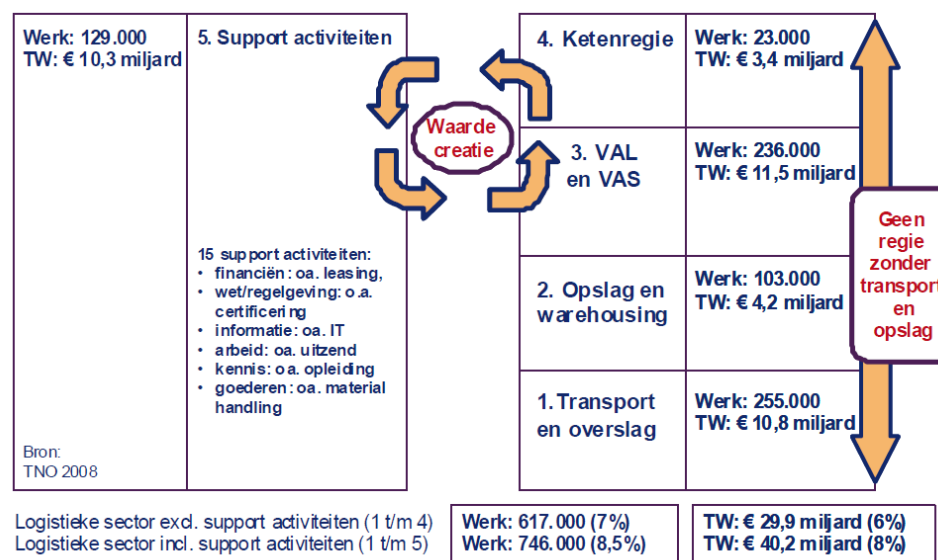 Werk: 129.000
TW: € 10,3 miljard
5. Support activiteiten
15 support activiteiten:
• financiën: oa. leasing,
• wet/regelgeving: o.a.
certificering
• informatie: oa. IT
• arbeid: oa. uitzend
• kennis: oa. opleiding
• goederen: oa. material
handling
Bron:
TNO 2008
Waarde
creatie
4. Ketenregie
Werk: 23.000
TW: € 3,4 miljard
3. VAL
en VAS
Werk: 236.000
TW: € 11,5 miljard
2. Opslag en
warehousing
Werk: 103.000
TW: € 4,2 miljard
1. Transport
en overslag
Werk: 255.000
TW: € 10,8 miljard
Geen
regie
zonder
transport
en
opslag
Logistieke sector excl. support activiteiten (1 t/m 4)
Logistieke sector incl. support activiteiten (1 t/m 5)
Werk: 617.000 (7%)
Werk: 746.000 (8,5%)
TW: € 29,9 miljard (6%)
TW: € 40,2 miljard (8%)